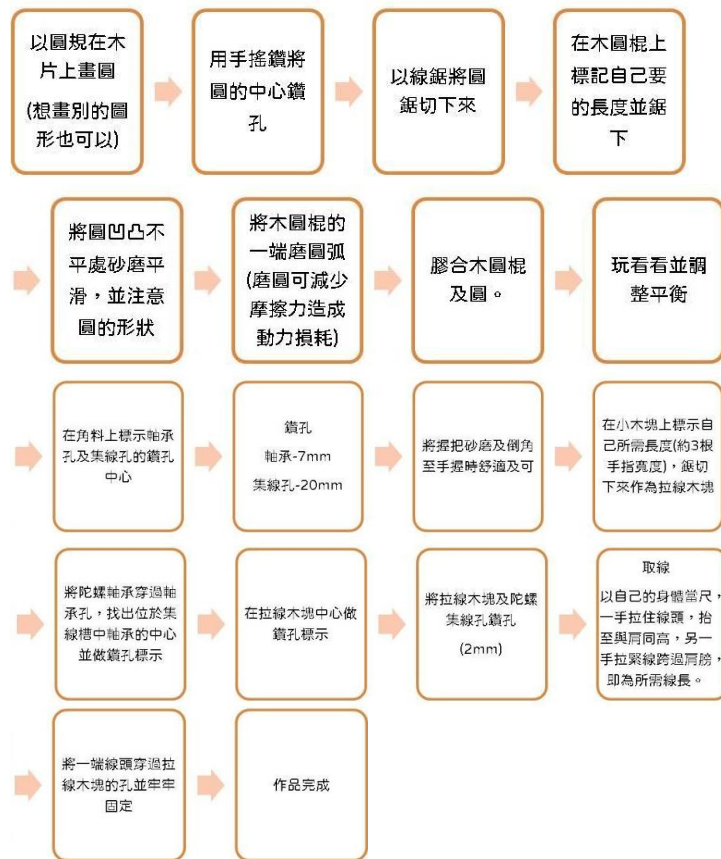 以圓規在木
片上畫圓
(想畫別的圖
形也可以)
用手搖鑽將
圓的中心鑽
孔
以線鋸將圓
鋸切下來
在木圓棍上
標記自己要
的長度並鋸
下
將圓凹凸不
平處砂磨平
滑，並注意
圓的形狀
將木圓棍的
一端磨圓弧
(磨圓可減少
摩擦力造成
動力損耗)
膠合木圓棍
及圓。
玩看看並調
整平衡
在角料上標示軸承
孔及集線孔的鑽孔
中心
鑽孔
軸承-7mm
集線孔-20mm
將握把砂磨及倒角
至手握時舒適及可
在小木塊上標示自
己所需長度(約3根
手指寬度)，鋸切
下來作為拉線木塊
將陀螺軸承穿過軸
承孔，找出位於集
線槽中軸承的中心
並做鑽孔標示
在拉線木塊中心做
鑽孔標示
將拉線木塊及陀螺
集線孔鑽孔
(2mm)
取線
以自己的身體當尺，
一手拉住線頭，抬
至與肩同高，另一
手拉緊線跨過肩膀，
即為所需線長。
將一端線頭穿過拉
線木塊的孔並牢牢
固定
作品完成